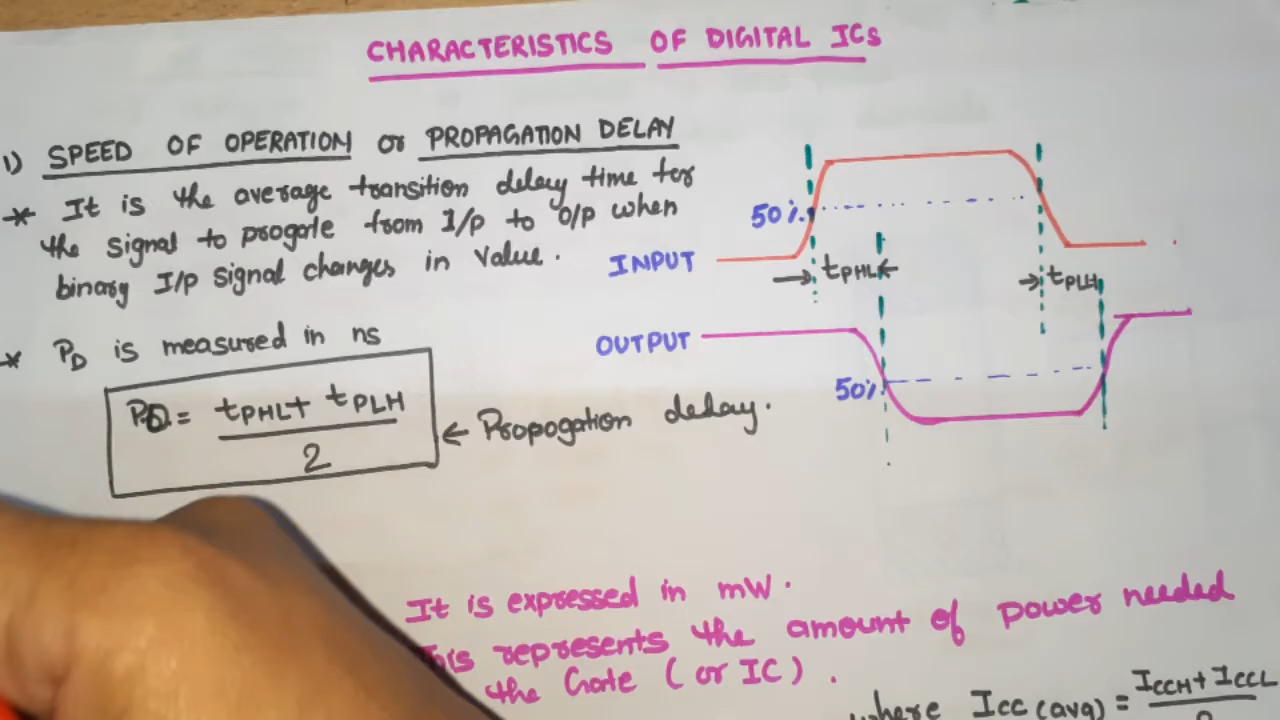 CHARACTERISTICS OF DIGITAL ICs
1) SPEED OF OPERATION or PROPAGATION DELAY
* It is the average transition delay time for
the signal to progate from I/p to O/p when
binary I/p signal changes in value.
* PD is measured in ns
PD = tPHL + tPLH
2
← Propogation delay.
50%
INPUT
→ tPHL ←
→ tPLH
OUTPUT
50%
It is expressed in mW.
represents the amount of power needed
the Gate (or IC).
where Icc (avg) = ICCH + ICCL